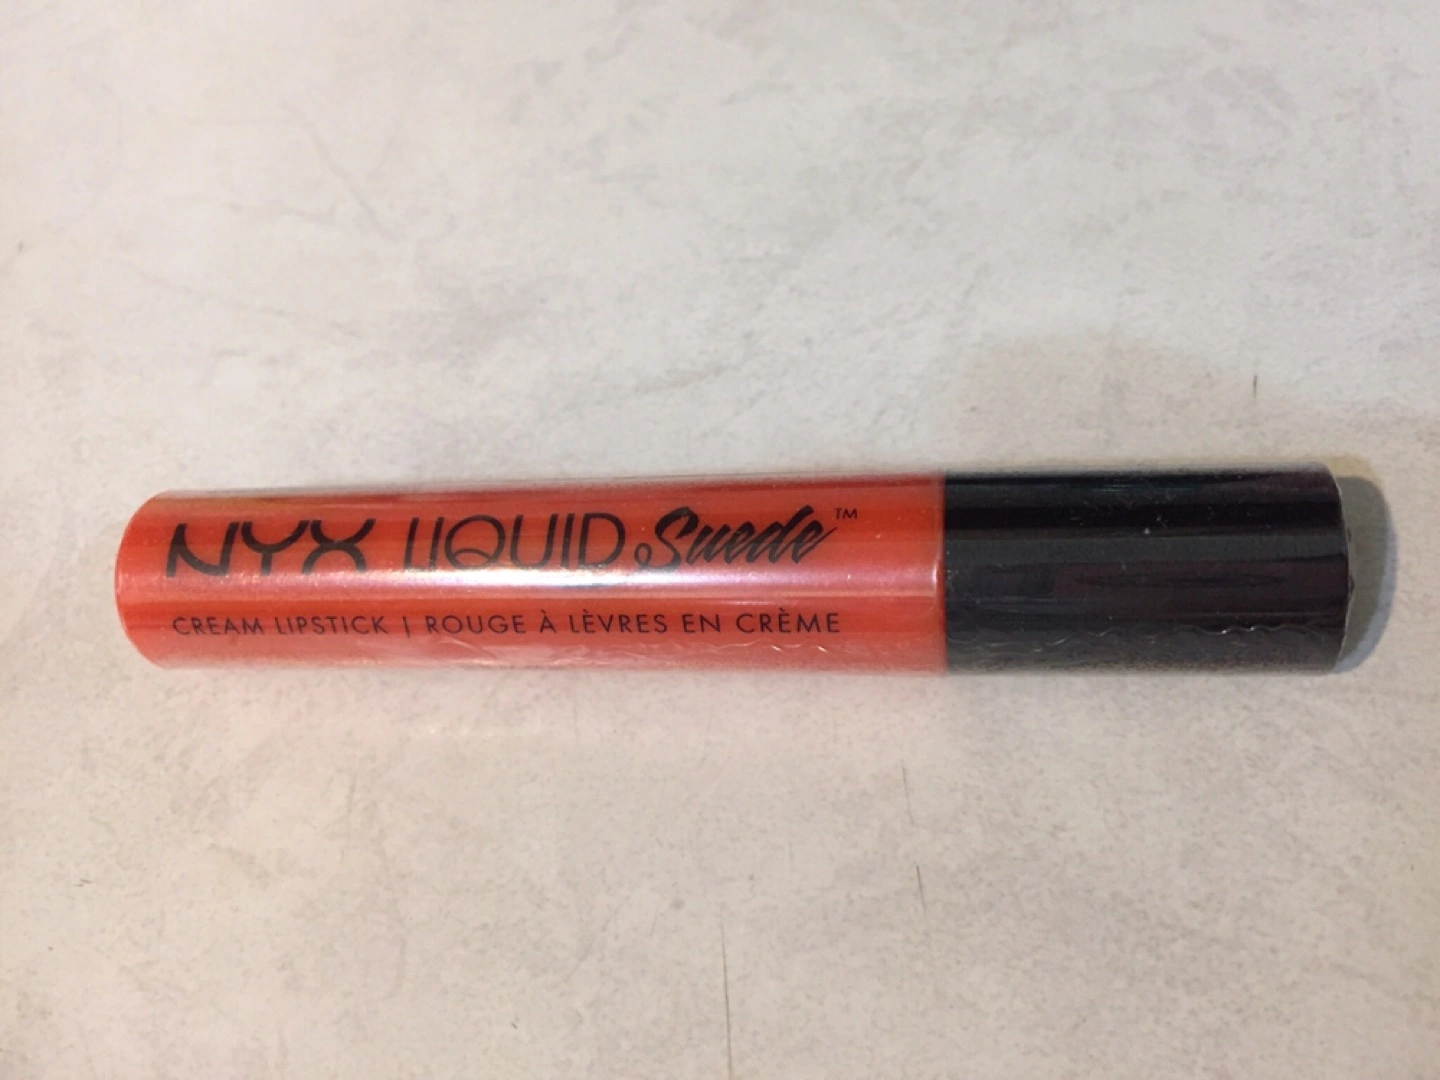 NYX LIQUID Suede™
CREAM LIPSTICK | ROUGE À LÈVRES EN CRÈME